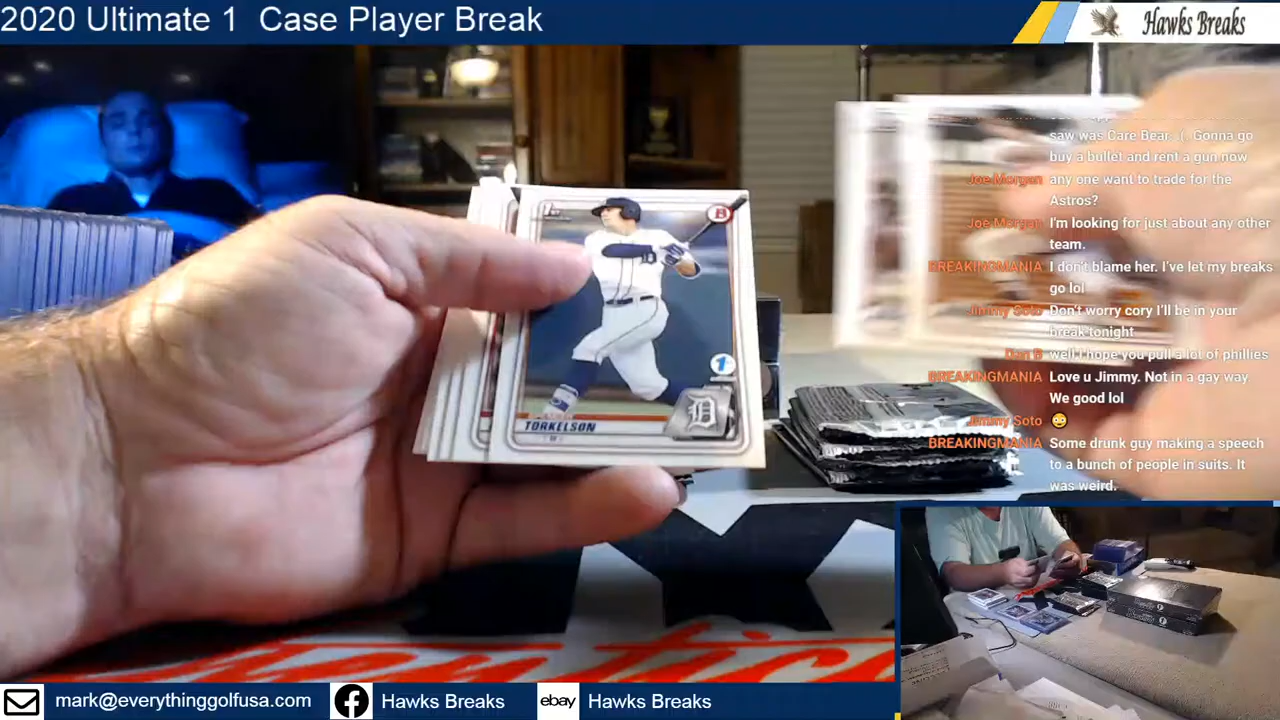 2020 Ultimate 1 Case Player Break
Hawks Breaks
saw was Care Bear. :(. Gonna go
buy a bullet and rent a gun now
Joe Morgan any one want to trade for the
Astros?
Joe Morgan I'm looking for just about any other
team.
BREAKINGMANIA I don't blame her. I've let my breaks
go lol
Jimmy Soto Don't worry cory I'll be in your
break tonight
Dan B well I hope you pull a lot of phillies
BREAKINGMANIA Love u Jimmy. Not in a gay way.
We good lol
Jimmy Soto 😳
BREAKINGMANIA Some drunk guy making a speech
to a bunch of people in suits. It
was weird.
1st
B
D
1
D
TORKELSON
mark@everythinggolfusa.com
Hawks Breaks
ebay
Hawks Breaks